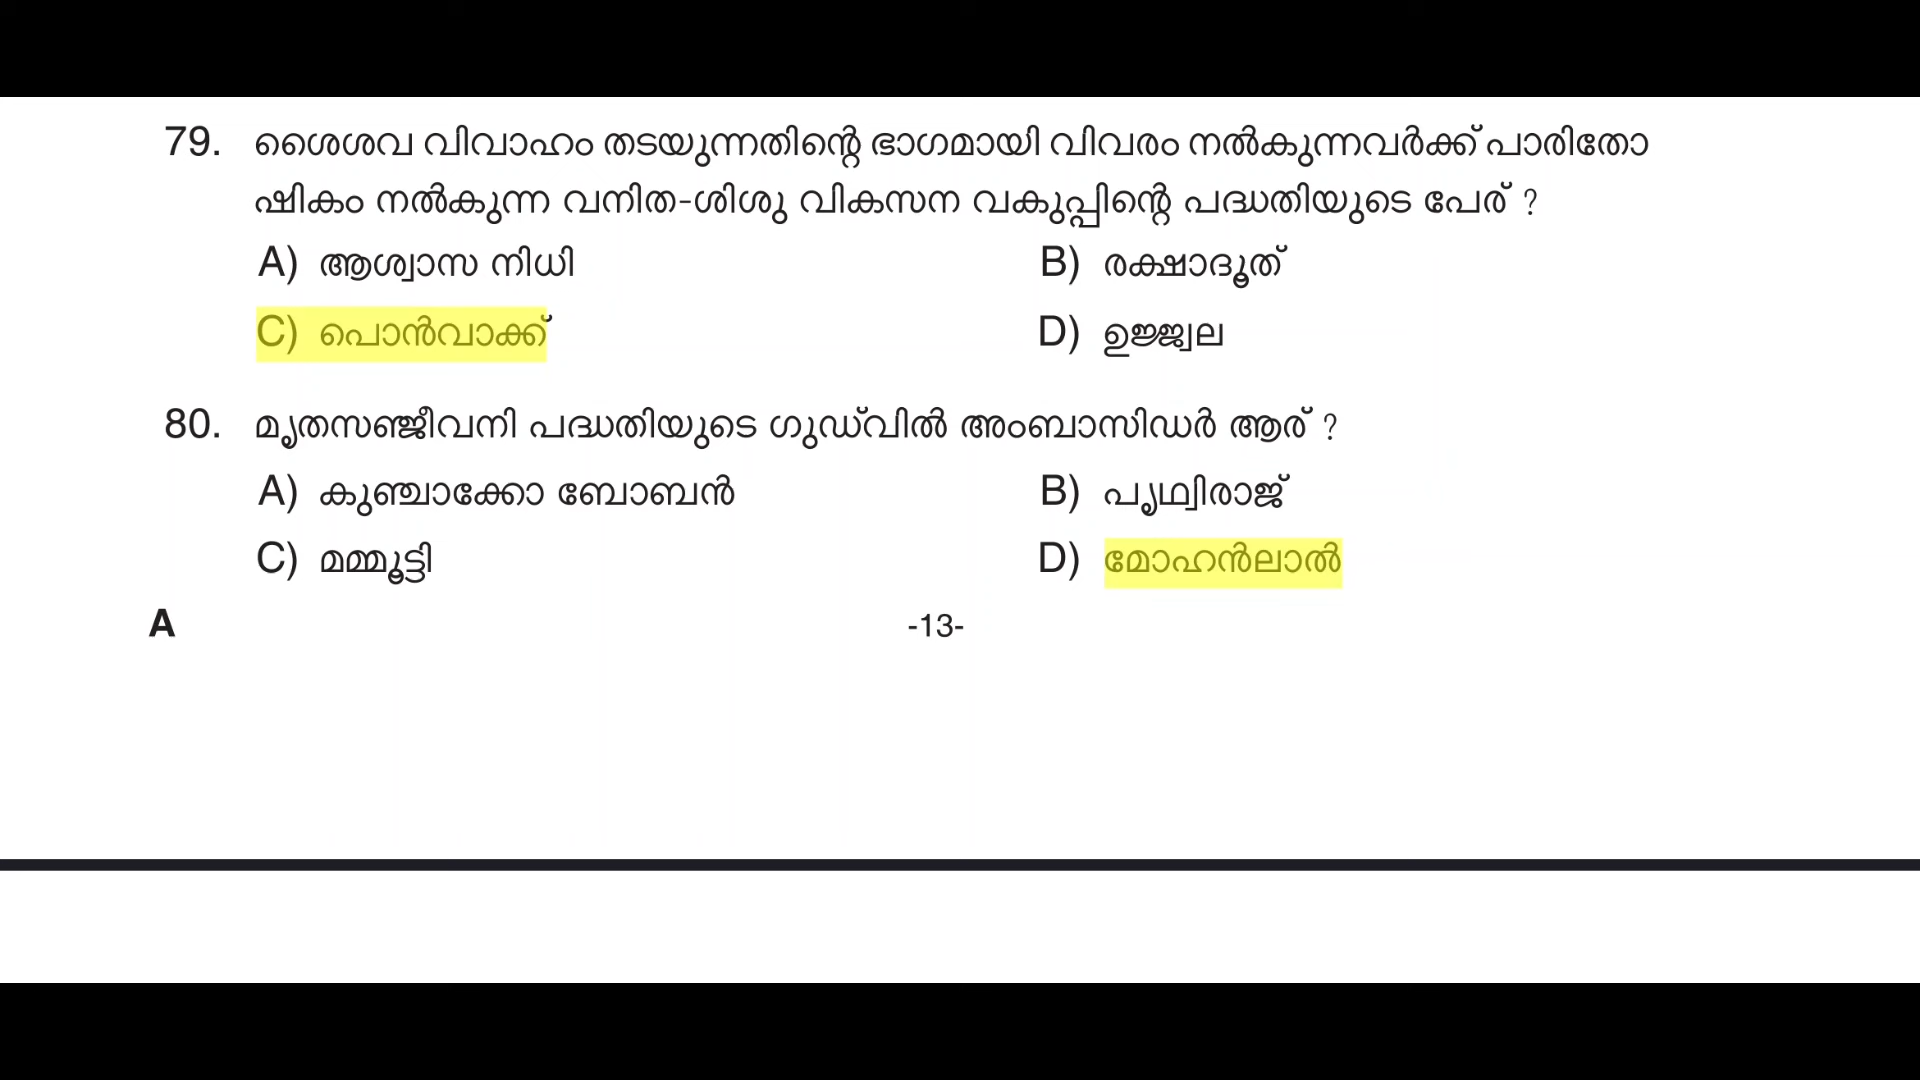 79. ശൈശവ വിവാഹം തടയുന്നതിന്റെ ഭാഗമായി വിവരം നൽകുന്നവർക്ക് പാരിതോ
ഷികം നൽകുന്ന വനിത-ശിശു വികസന വകുപ്പിന്റെ പദ്ധതിയുടെ പേര് ?
A) ആശ്വാസ നിധി B) രക്ഷാദൂത്
C) പൊൻവാക്ക് D) ഉജ്ജ്വല
80. മൃതസഞ്ജീവനി പദ്ധതിയുടെ ഗുഡ്‌വിൽ അംബാസിഡർ ആര് ?
A) കുഞ്ചാക്കോ ബോബൻ B) പൃഥ്വിരാജ്
C) മമ്മൂട്ടി D) മോഹൻലാൽ
A -13-